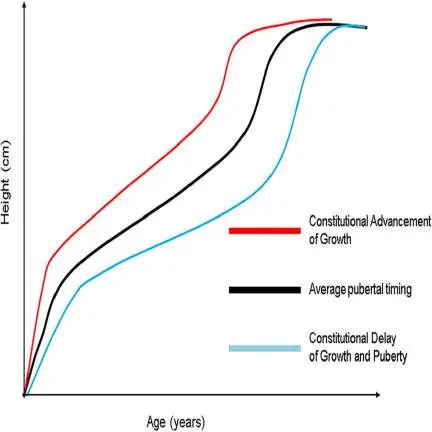 Height (cm)
Constitutional Advancement
of Growth
Average pubertal timing
Constitutional Delay
of Growth and Puberty
Age (years)